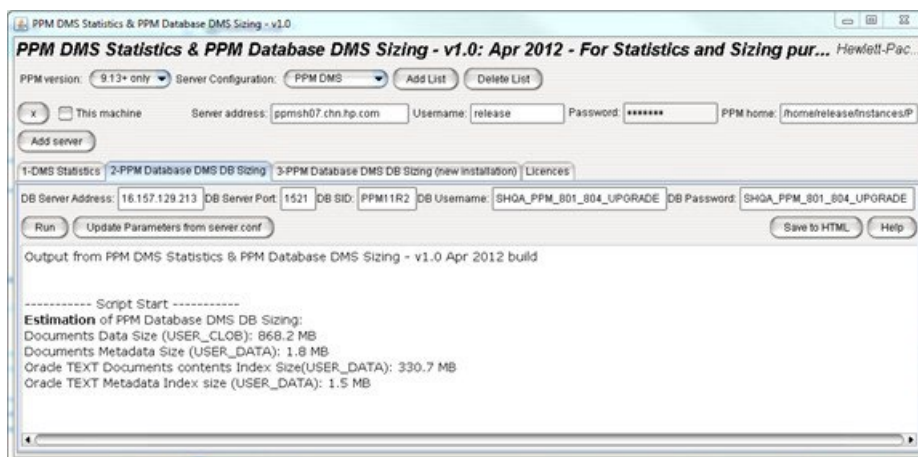 PPM DMS Statistics & PPM Database DMS Sizing - v1.0
PPM DMS Statistics & PPM Database DMS Sizing - v1.0: Apr 2012 - For Statistics and Sizing pur... Hewlett-Pac...
PPM version: 9.13+ only Server Configuration: PPM DMS Add List Delete List
x This machine Server address: ppmsh07.chn.hp.com Username: release Password: ******* PPM home: /home/release/instances/P
Add server
1-DMS Statistics 2-PPM Database DMS DB Sizing 3-PPM Database DMS DB Sizing (new installation) Licences
DB Server Address: 16.157.129.213 DB Server Port: 1521 DB SID: PPM11R2 DB Username: SHQA_PPM_801_804_UPGRADE DB Password: SHQA_PPM_801_804_UPGRADE
Run Update Parameters from server.conf Save to HTML Help
Output from PPM DMS Statistics & PPM Database DMS Sizing - v1.0 Apr 2012 build
----------- Script Start -----------
Estimation of PPM Database DMS DB Sizing:
Documents Data Size (USER_CLOB): 868.2 MB
Documents Metadata Size (USER_DATA): 1.8 MB
Oracle TEXT Documents contents Index Size(USER_DATA): 330.7 MB
Oracle TEXT Metadata Index size (USER_DATA): 1.5 MB